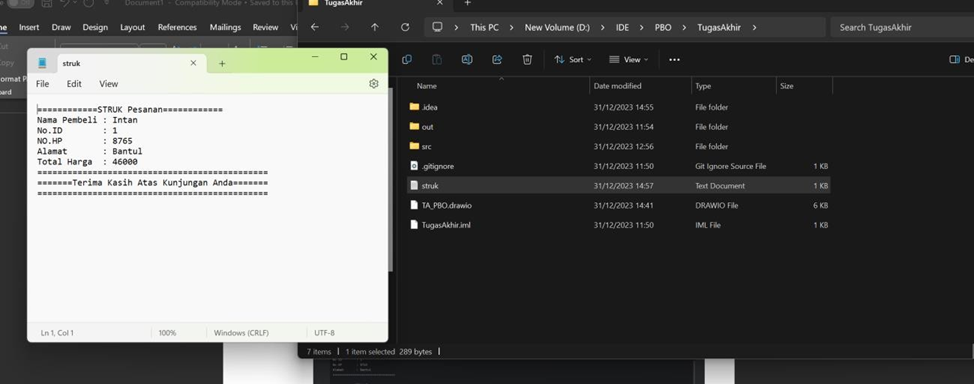 Document1 - Compatibility Mode - Saved to this
Insert Draw Design Layout References Mailings Review
struk
File Edit View
============STRUK Pesanan============
Nama Pembeli : Intan
No.ID : 1
NO.HP : 8765
Alamat : Bantul
Total Harga : 46000
==============================================
=======Terima Kasih Atas Kunjungan Anda=======
==============================================
Ln 1, Col 1 100% Windows (CRLF) UTF-8
TugasAkhir
This PC > New Volume (D:) > IDE > PBO > TugasAkhir >
Search TugasAkhir
Sort View
Name Date modified Type Size
.idea 31/12/2023 14:55 File folder
out 31/12/2023 11:54 File folder
src 31/12/2023 12:56 File folder
.gitignore 31/12/2023 11:50 Git Ignore Source File 1 KB
struk 31/12/2023 14:57 Text Document 1 KB
TA_PBO.drawio 31/12/2023 14:41 DRAWIO File 6 KB
TugasAkhir.iml 31/12/2023 11:50 IML File 1 KB
7 items 1 item selected 289 bytes